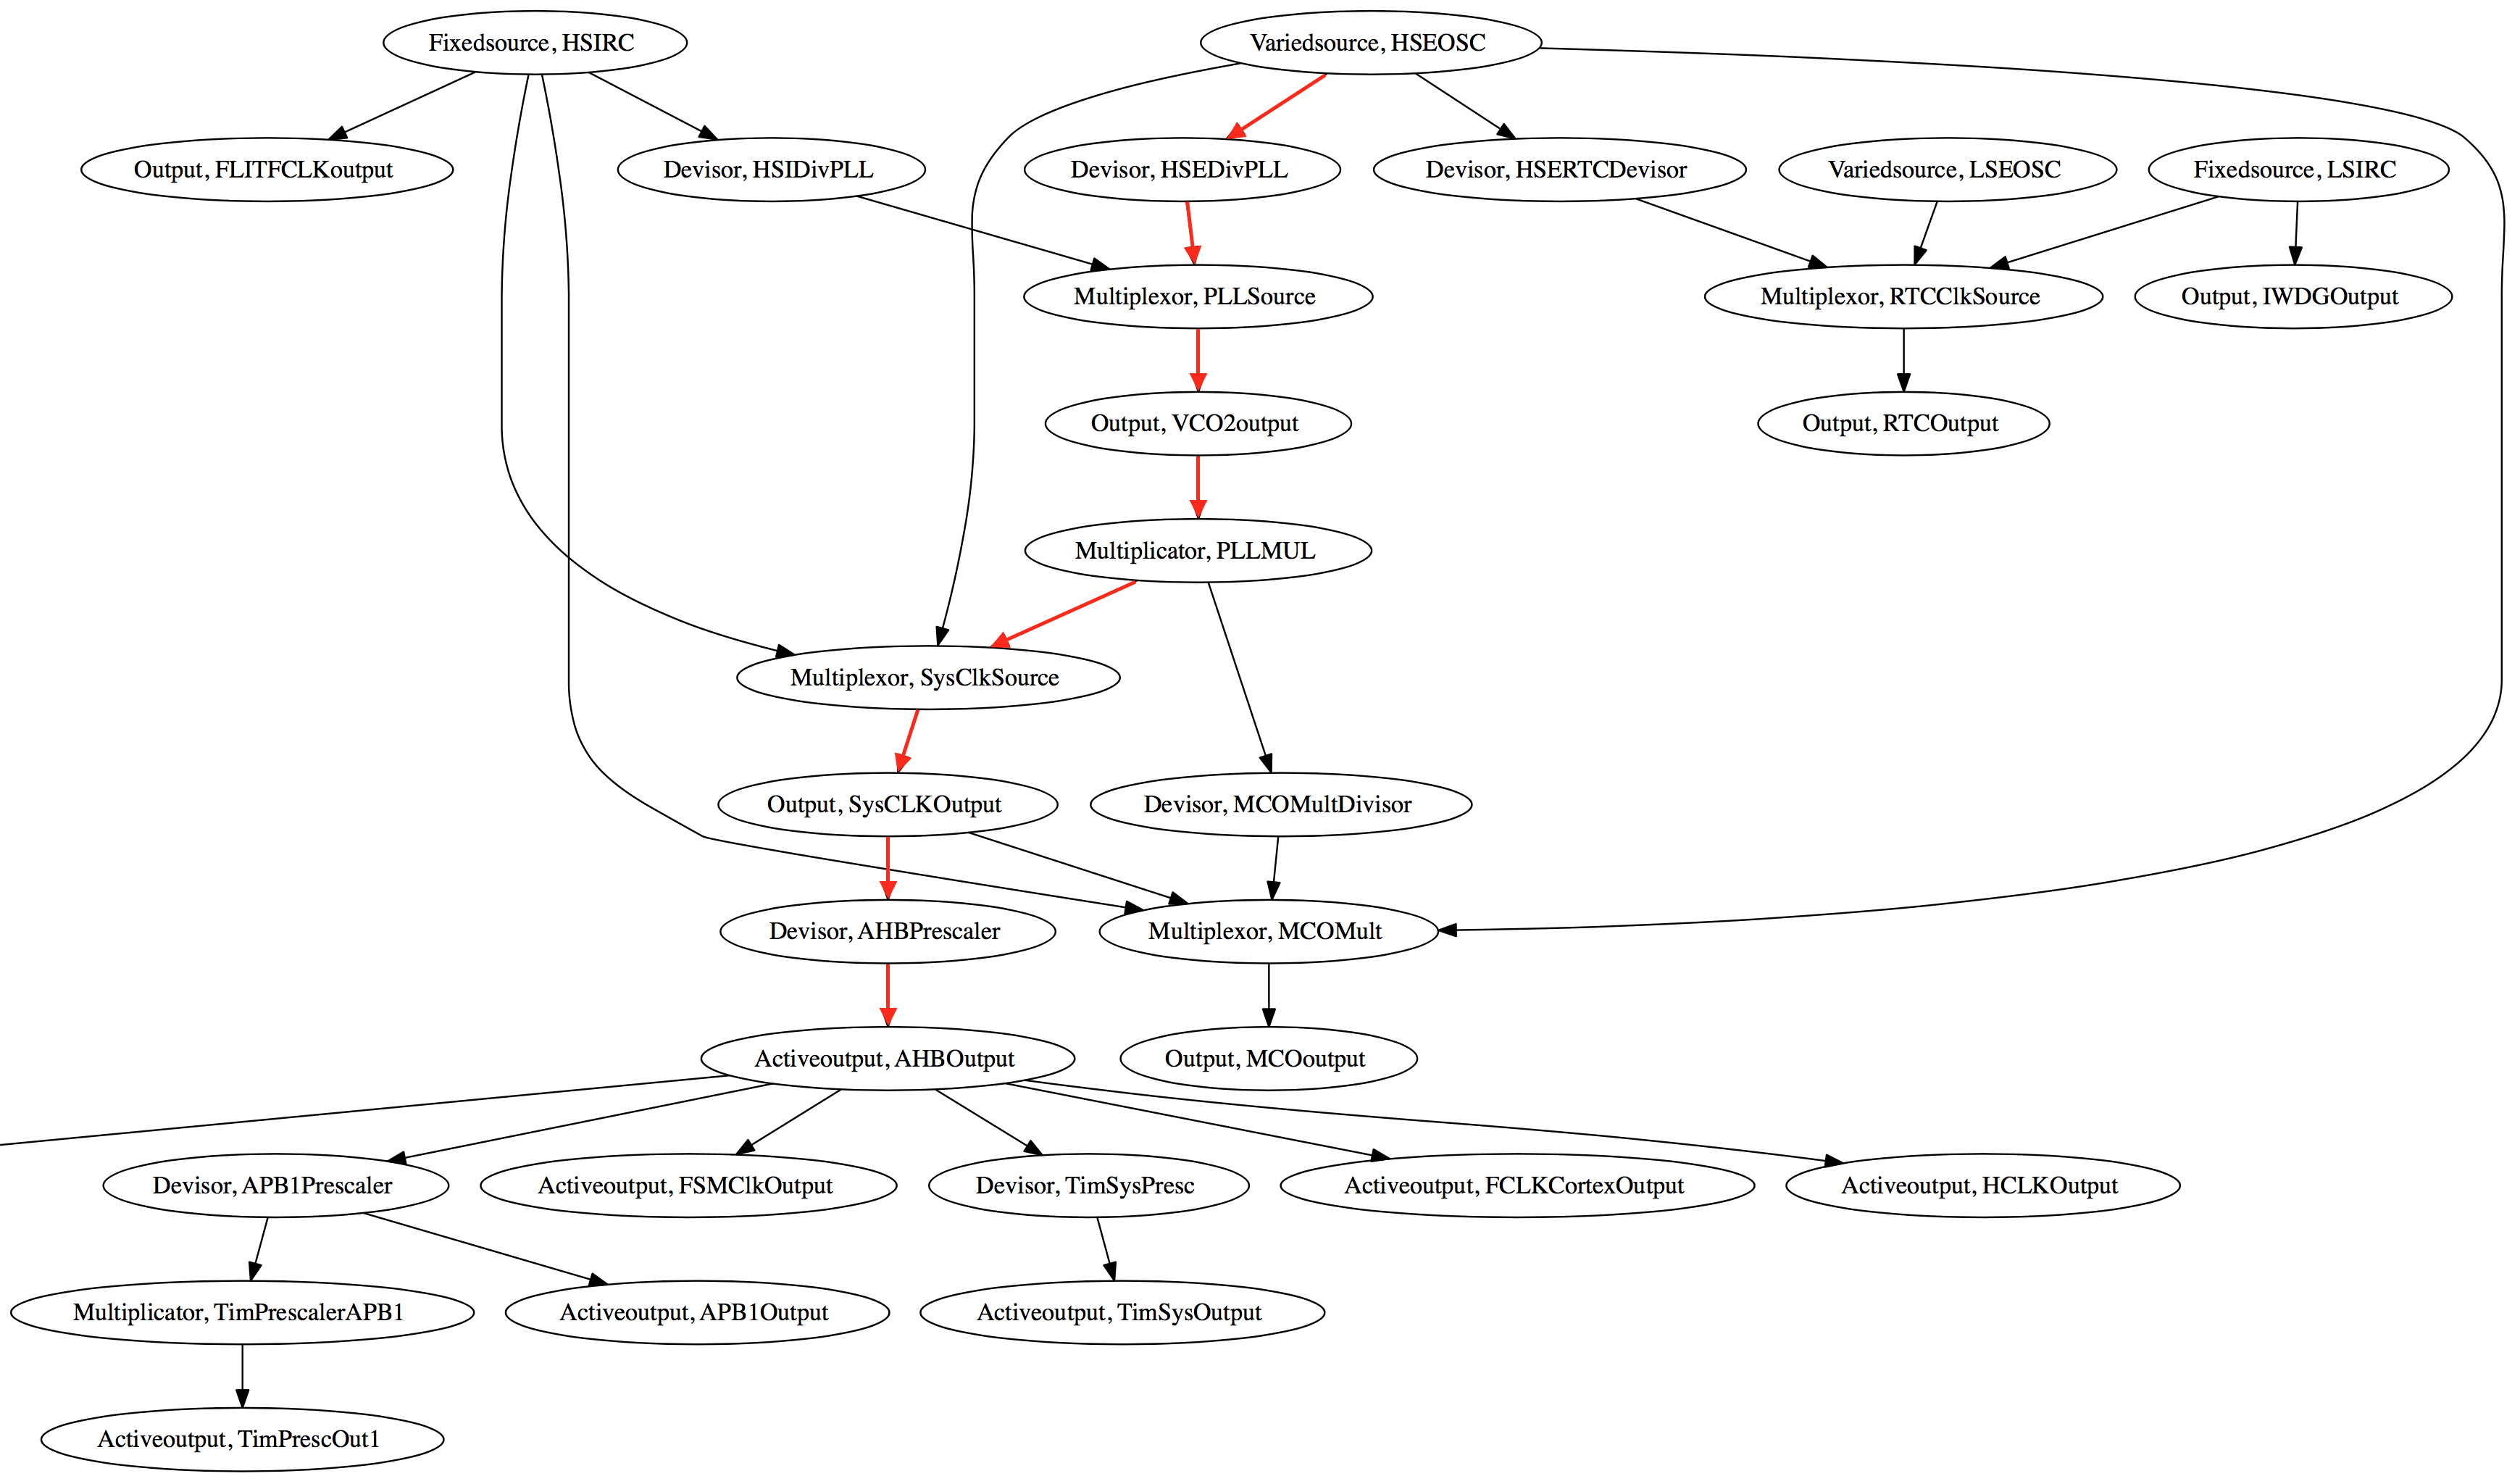 Fixedsource, HSIRC
Variedsource, HSEOSC
Output, FLITFCLKoutput
Devisor, HSIDivPLL
Devisor, HSEDivPLL
Devisor, HSERTCDevisor
Variedsource, LSEOSC
Fixedsource, LSIRC
Multiplexor, PLLSource
Multiplexor, RTCClkSource
Output, IWDGOutput
Output, VCO2output
Output, RTCOutput
Multiplicator, PLLMUL
Multiplexor, SysClkSource
Output, SysCLKOutput
Devisor, MCOMultDivisor
Devisor, AHBPrescaler
Multiplexor, MCOMult
Activeoutput, AHBOutput
Output, MCOoutput
Devisor, APB1Prescaler
Activeoutput, FSMClkOutput
Devisor, TimSysPresc
Activeoutput, FCLKCortexOutput
Activeoutput, HCLKOutput
Multiplicator, TimPrescalerAPB1
Activeoutput, APB1Output
Activeoutput, TimSysOutput
Activeoutput, TimPrescOut1